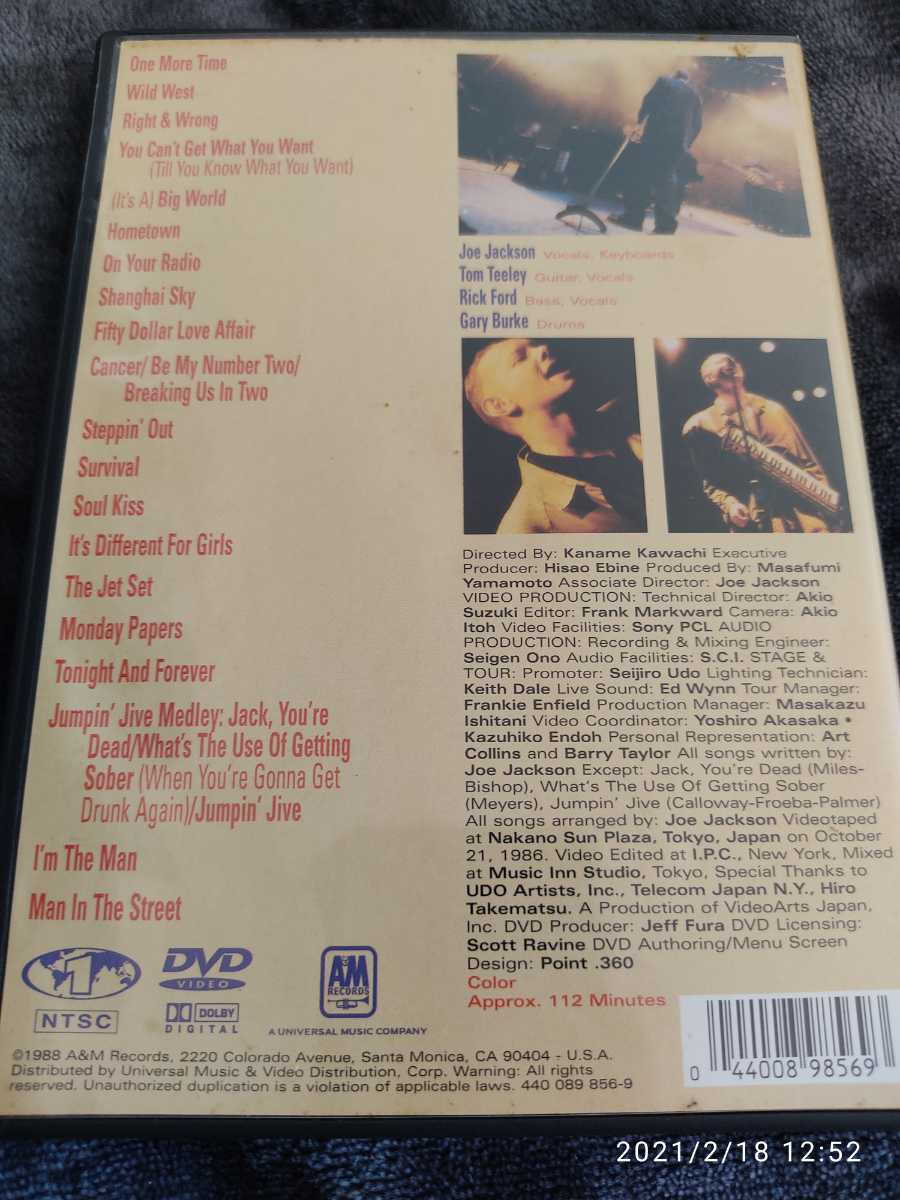 One More Time
Wild West
Right & Wrong
You Can't Get What You Want
(Till You Know What You Want)
(It's A) Big World
Hometown
On Your Radio
Shanghai Sky
Fifty Dollar Love Affair
Cancer/ Be My Number Two/
Breaking Us In Two
Steppin' Out
Survival
Soul Kiss
It's Different For Girls
The Jet Set
Monday Papers
Tonight And Forever
Jumpin' Jive Medley: Jack, You're
Dead/What's The Use Of Getting
Sober (When You're Gonna Get
Drunk Again)/Jumpin' Jive
I'm The Man
Man In The Street
Joe Jackson Vocals, Keyboards
Tom Teeley Guitar, Vocals
Rick Ford Bass, Vocals
Gary Burke Drums
Directed By: Kaname Kawachi Executive
Producer: Hisao Ebine Produced By: Masafumi
Yamamoto Associate Director: Joe Jackson
VIDEO PRODUCTION: Technical Director: Akio
Suzuki Editor: Frank Markward Camera: Akio
Itoh Video Facilities: Sony PCL AUDIO
PRODUCTION: Recording & Mixing Engineer:
Seigen Ono Audio Facilities: S.C.I. STAGE &
TOUR: Promoter: Seijiro Udo Lighting Technician:
Keith Dale Live Sound: Ed Wynn Tour Manager:
Frankie Enfield Production Manager: Masakazu
Ishitani Video Coordinator: Yoshiro Akasaka •
Kazuhiko Endoh Personal Representation: Art
Collins and Barry Taylor All songs written by:
Joe Jackson Except: Jack, You're Dead (Miles-
Bishop), What's The Use Of Getting Sober
(Meyers), Jumpin' Jive (Calloway-Froeba-Palmer)
All songs arranged by: Joe Jackson Videotaped
at Nakano Sun Plaza, Tokyo, Japan on October
21, 1986. Video Edited at I.P.C., New York, Mixed
at Music Inn Studio, Tokyo, Special Thanks to
UDO Artists, Inc., Telecom Japan N.Y., Hiro
Takematsu. A Production of VideoArts Japan,
Inc. DVD Producer: Jeff Fura DVD Licensing:
Scott Ravine DVD Authoring/Menu Screen
Design: Point .360
Color
Approx. 112 Minutes
1
NTSC
DVD
VIDEO
DOLBY
DIGITAL
A&M
RECORDS
A UNIVERSAL MUSIC COMPANY
©1988 A&M Records, 2220 Colorado Avenue, Santa Monica, CA 90404 - U.S.A.
Distributed by Universal Music & Video Distribution, Corp. Warning: All rights
reserved. Unauthorized duplication is a violation of applicable laws. 440 089 856-9
0 44008 98569
2021/2/18 12:52